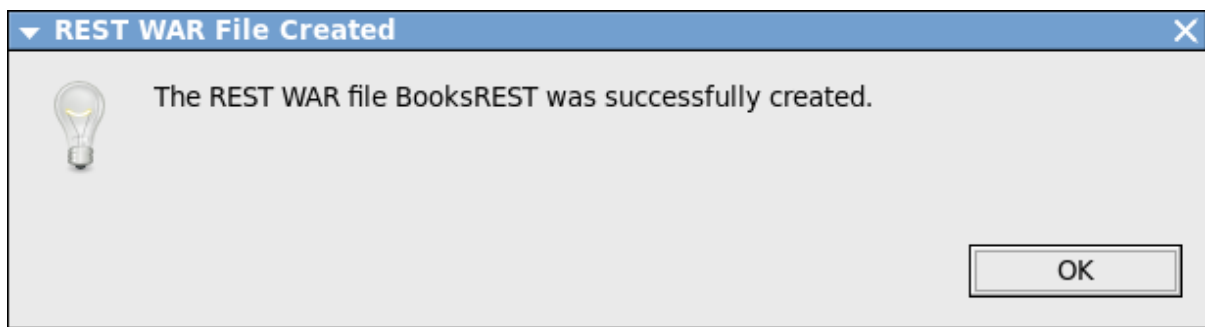 REST WAR File Created
The REST WAR file BooksREST was successfully created.
OK